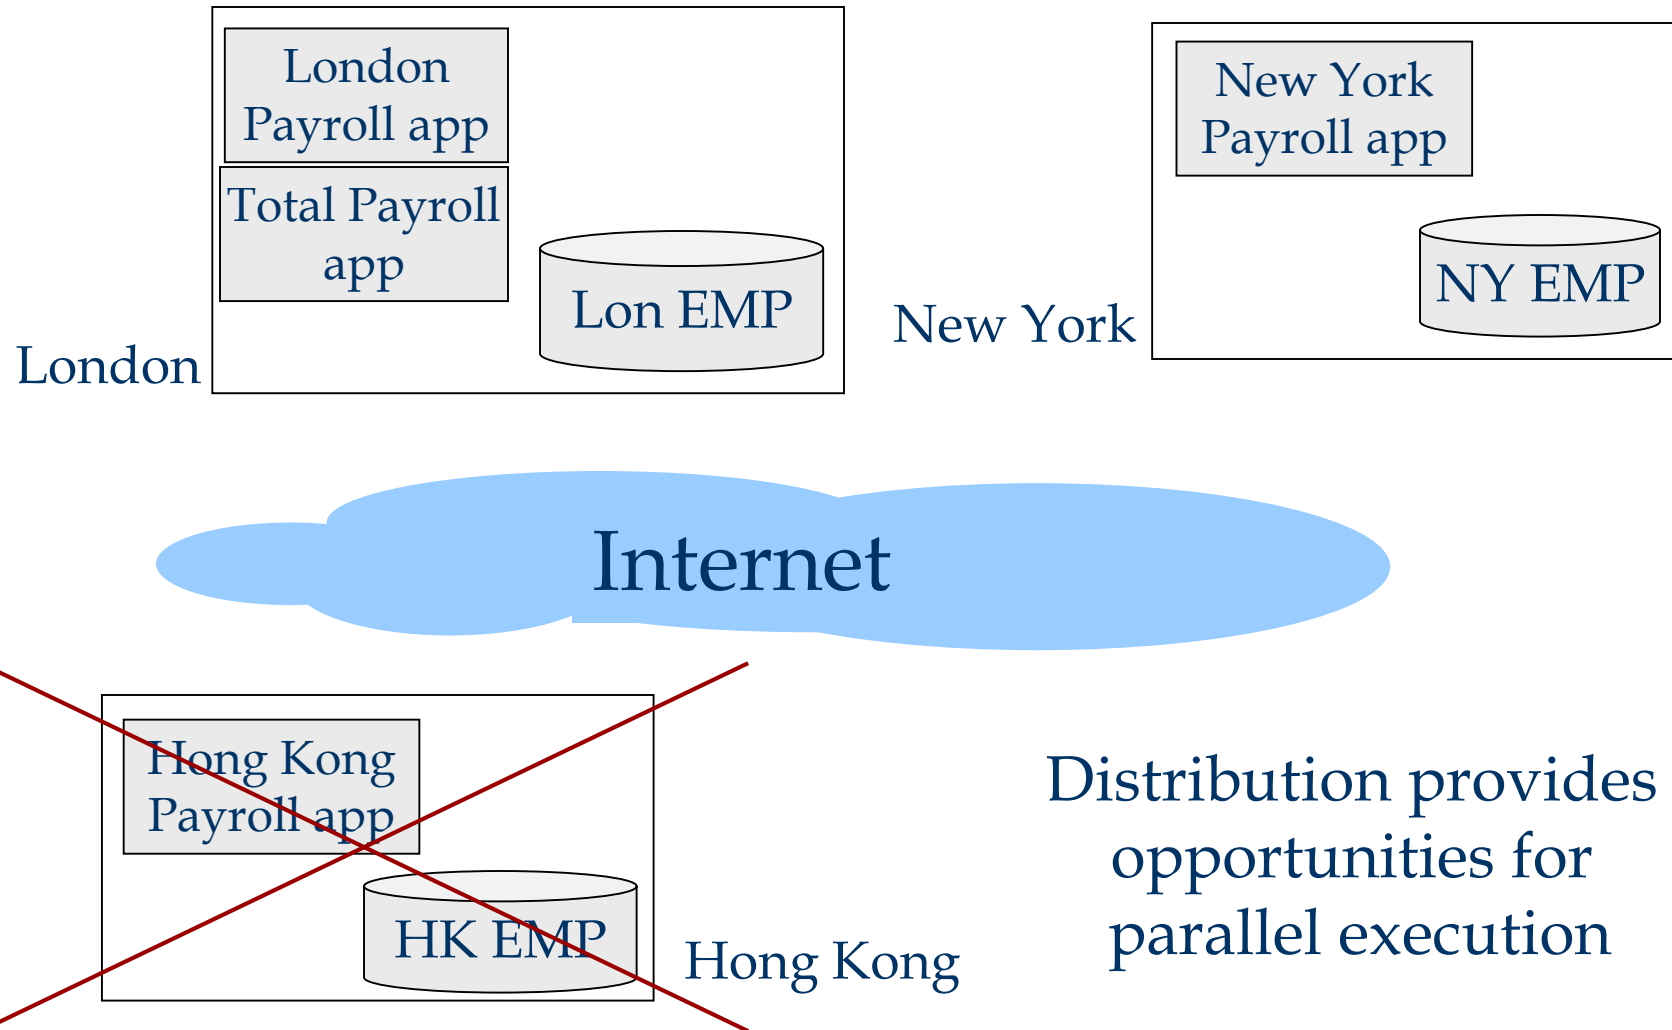 London
Payroll app
Total Payroll
app
Lon EMP
London
New York
Payroll app
NY EMP
New York
Internet
Hong Kong
Payroll app
HK EMP
Hong Kong
Distribution provides
opportunities for
parallel execution